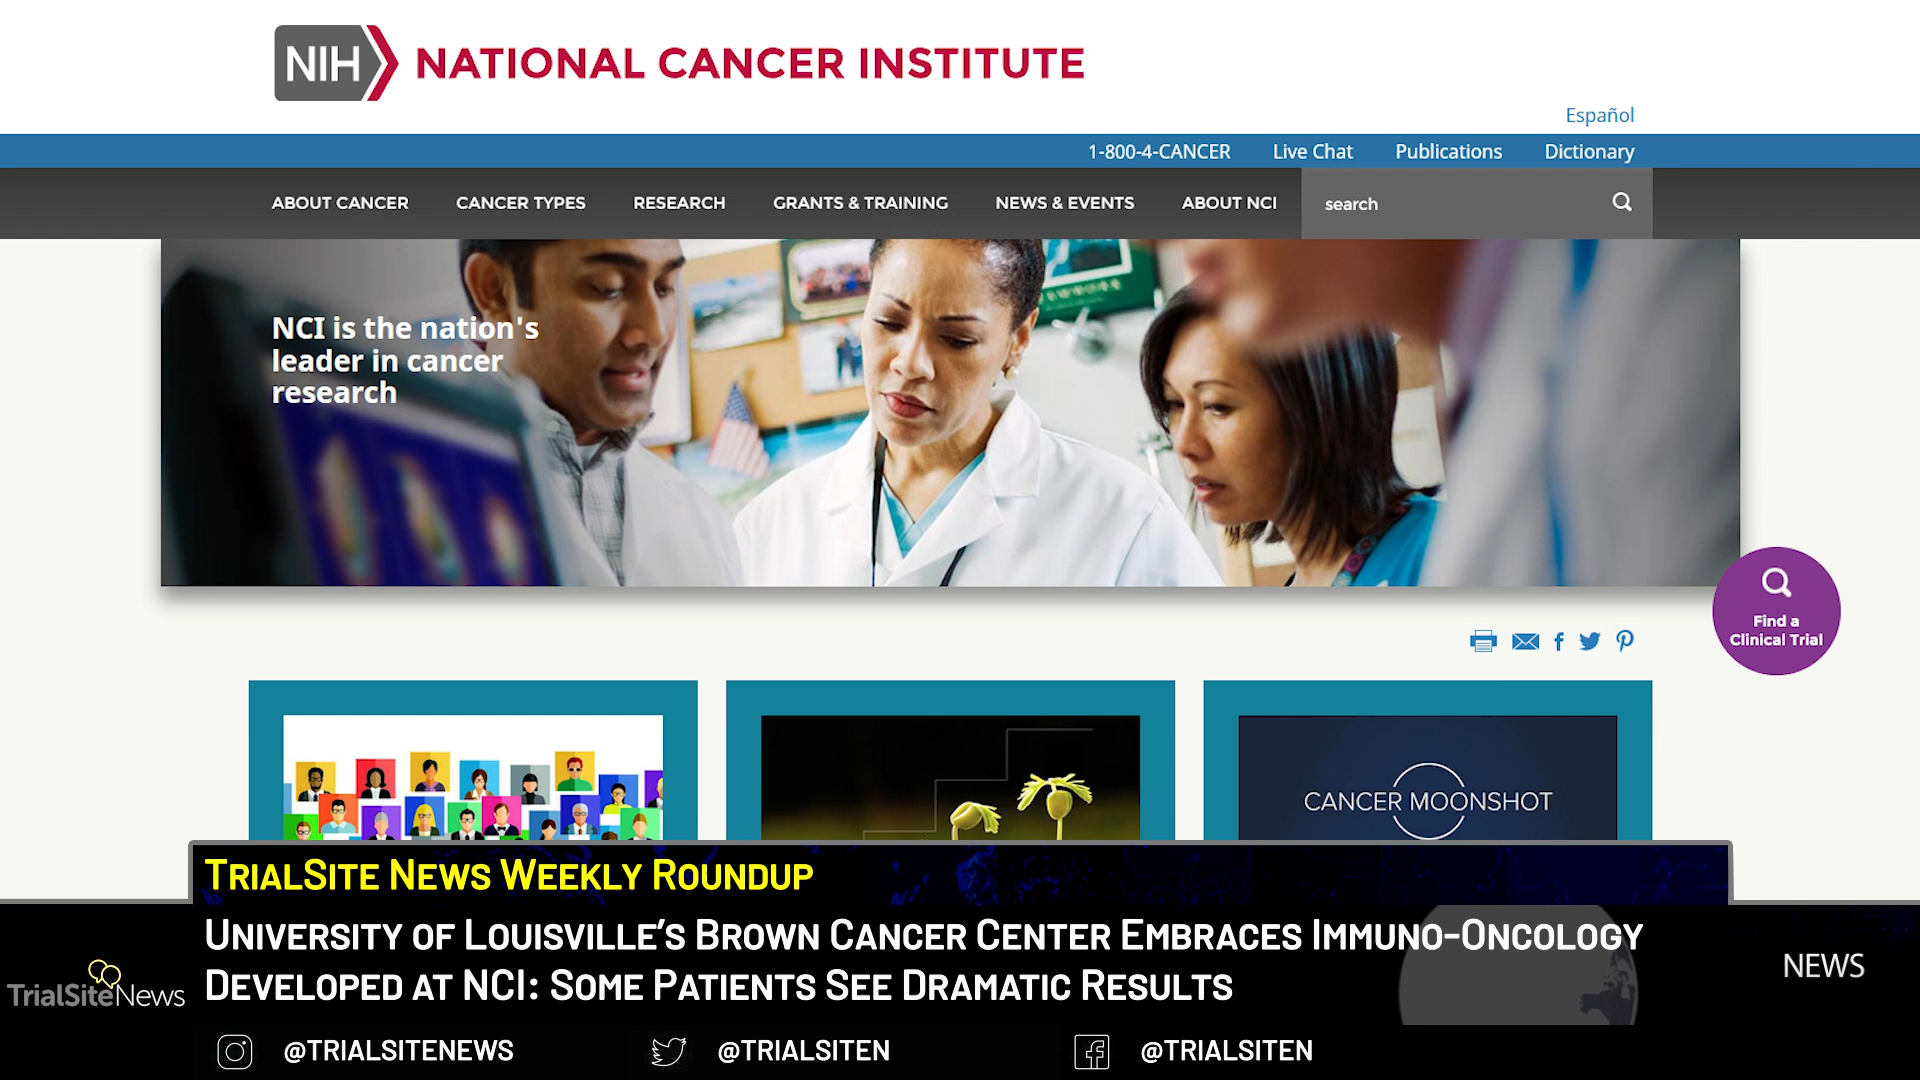 NIH NATIONAL CANCER INSTITUTE
Español
1-800-4-CANCER Live Chat Publications Dictionary
ABOUT CANCER CANCER TYPES RESEARCH GRANTS & TRAINING NEWS & EVENTS ABOUT NCI search
NCI is the nation's
leader in cancer
research
Find a
Clinical Trial
CANCER MOONSHOT
TRIALSITE NEWS WEEKLY ROUNDUP
UNIVERSITY OF LOUISVILLE’S BROWN CANCER CENTER EMBRACES IMMUNO-ONCOLOGY
DEVELOPED AT NCI: SOME PATIENTS SEE DRAMATIC RESULTS
TrialSiteNews
NEWS
@TRIALSITENEWS @TRIALSITEN @TRIALSITEN